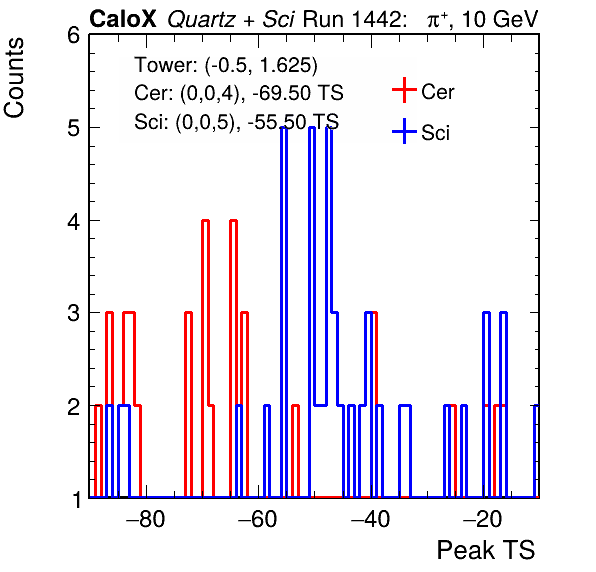 CaloX Quartz + Sci Run 1442: π⁺, 10 GeV
Counts
6
5
4
3
2
1
Tower: (-0.5, 1.625)
Cer: (0,0,4), -69.50 TS
Sci: (0,0,5), -55.50 TS
Cer
Sci
−80 −60 −40 −20
Peak TS